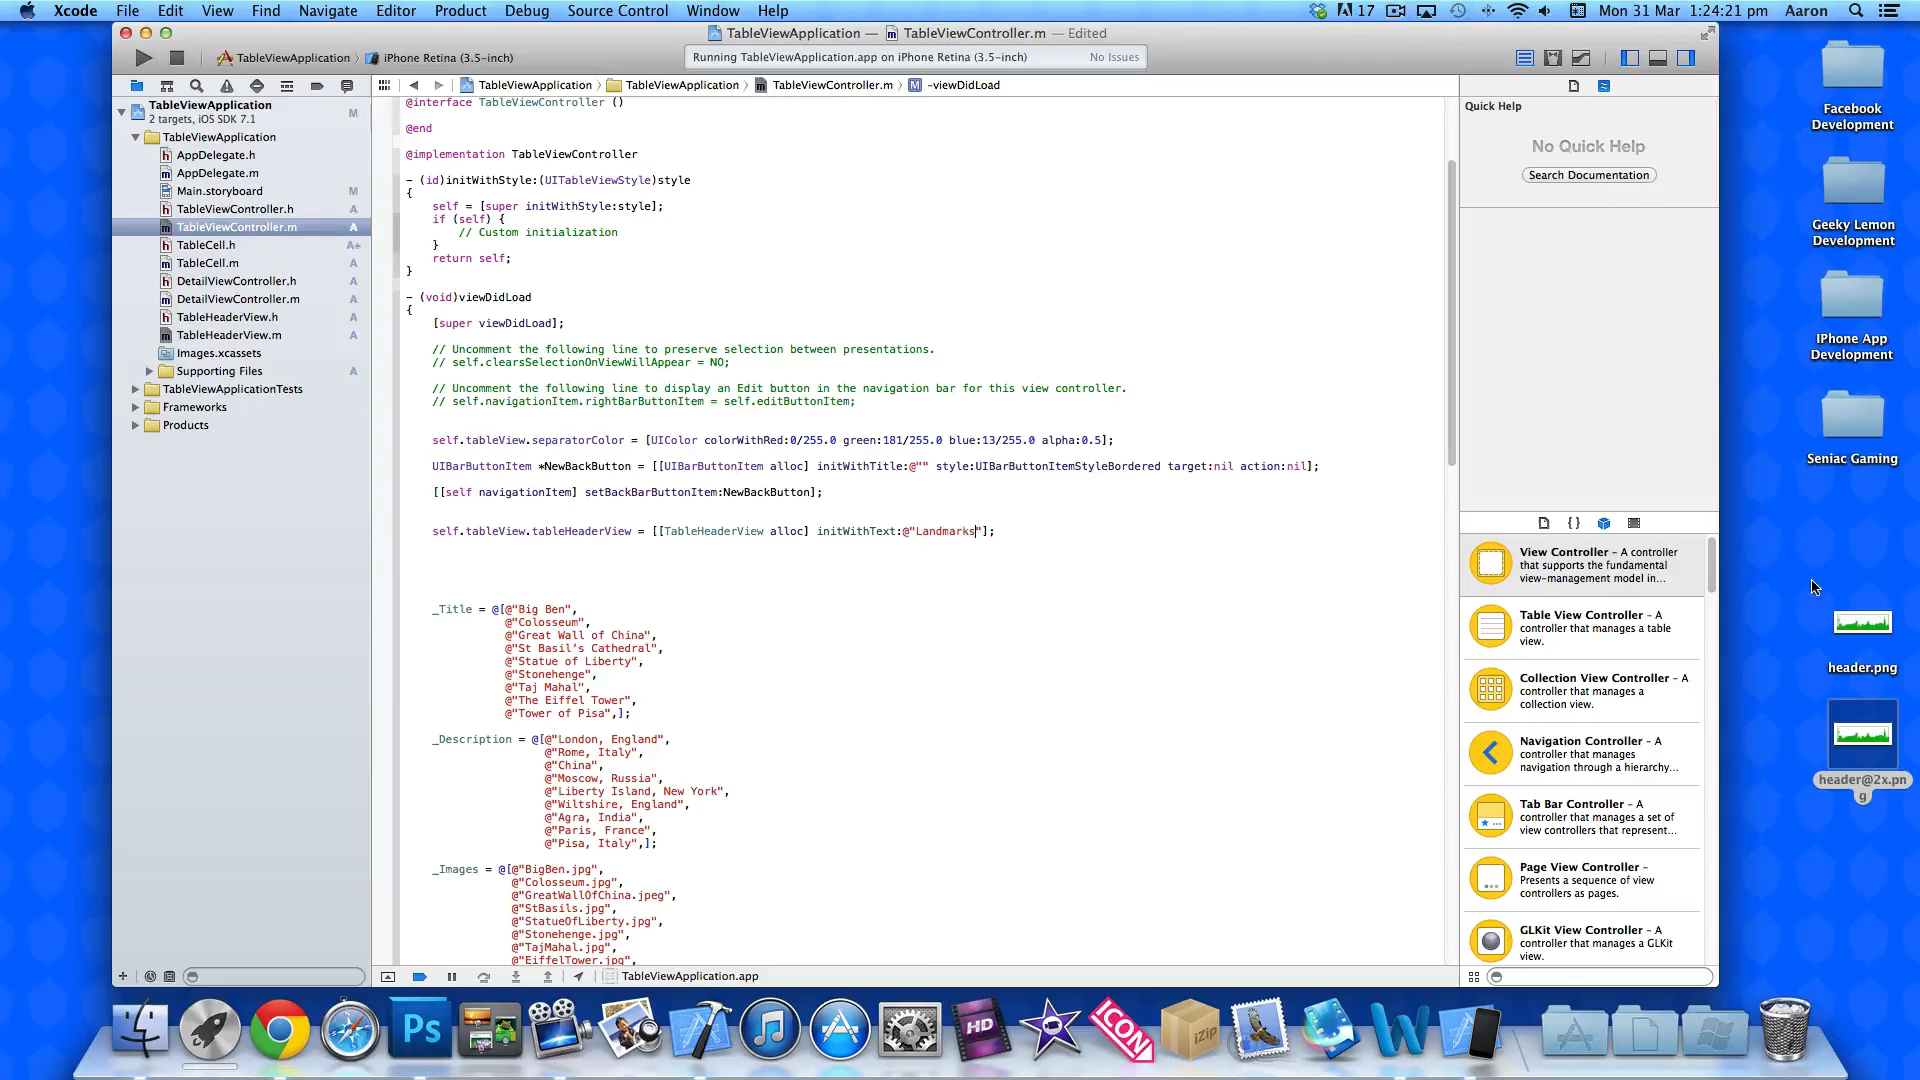 Xcode File Edit View Find Navigate Editor Product Debug Source Control Window Help 17 Mon 31 Mar 1:24:21 pm Aaron
TableViewApplication — TableViewController.m — Edited
TableViewApplication iPhone Retina (3.5-inch)
Running TableViewApplication.app on iPhone Retina (3.5-inch) No Issues
TableViewApplication TableViewApplication TableViewController.m -viewDidLoad
TableViewApplication M
2 targets, iOS SDK 7.1
TableViewApplication
AppDelegate.h
AppDelegate.m
Main.storyboard M
TableViewController.h A
TableViewController.m A
TableCell.h A+
TableCell.m A
DetailViewController.h A
DetailViewController.m A
TableHeaderView.h A
TableHeaderView.m A
Images.xcassets
Supporting Files A
TableViewApplicationTests
Frameworks
Products
@interface TableViewController ()
@end
@implementation TableViewController
- (id)initWithStyle:(UITableViewStyle)style
{
self = [super initWithStyle:style];
if (self) {
// Custom initialization
}
return self;
}
- (void)viewDidLoad
{
[super viewDidLoad];
// Uncomment the following line to preserve selection between presentations.
// self.clearsSelectionOnViewWillAppear = NO;
// Uncomment the following line to display an Edit button in the navigation bar for this view controller.
// self.navigationItem.rightBarButtonItem = self.editButtonItem;
self.tableView.separatorColor = [UIColor colorWithRed:0/255.0 green:181/255.0 blue:13/255.0 alpha:0.5];
UIBarButtonItem *NewBackButton = [[UIBarButtonItem alloc] initWithTitle:@"" style:UIBarButtonItemStyleBordered target:nil action:nil];
[[self navigationItem] setBackBarButtonItem:NewBackButton];
self.tableView.tableHeaderView = [[TableHeaderView alloc] initWithText:@"Landmarks"];
_Title = @[@"Big Ben",
@"Colosseum",
@"Great Wall of China",
@"St Basil's Cathedral",
@"Statue of Liberty",
@"Stonehenge",
@"Taj Mahal",
@"The Eiffel Tower",
@"Tower of Pisa",];
_Description = @[@"London, England",
@"Rome, Italy",
@"China",
@"Moscow, Russia",
@"Liberty Island, New York",
@"Wiltshire, England",
@"Agra, India",
@"Paris, France",
@"Pisa, Italy",];
_Images = @[@"BigBen.jpg",
@"Colosseum.jpg",
@"GreatWallOfChina.jpeg",
@"StBasils.jpg",
@"StatueOfLiberty.jpg",
@"Stonehenge.jpg",
@"TajMahal.jpg",
@"EiffelTower.jpg",
TableViewApplication.app
Quick Help
No Quick Help
Search Documentation
View Controller – A controller
that supports the fundamental
view-management model in...
Table View Controller – A
controller that manages a table
view.
Collection View Controller – A
controller that manages a
collection view.
Navigation Controller – A
controller that manages
navigation through a hierarchy...
Tab Bar Controller – A
controller that manages a set of
view controllers that represent...
Page View Controller –
Presents a sequence of view
controllers as pages.
GLKit View Controller – A
controller that manages a GLKit
view.
Facebook
Development
Geeky Lemon
Development
IPhone App
Development
Seniac Gaming
header.png
header@2x.pn
g
Ps
HD
ICON
iZip
W